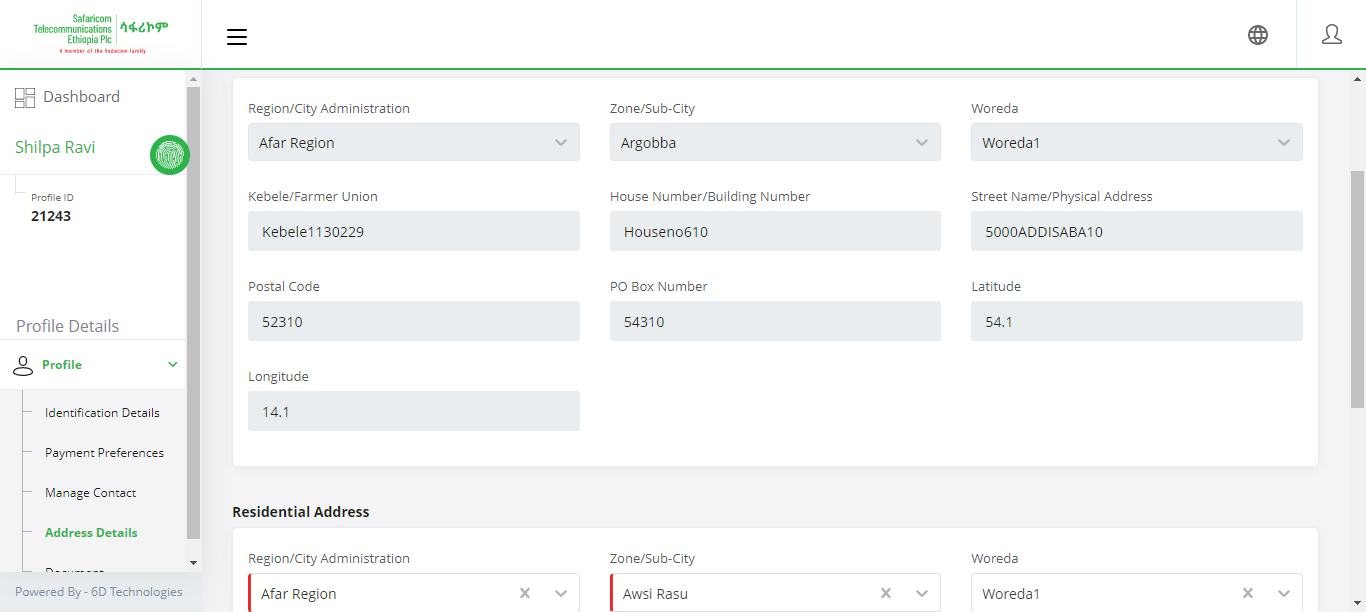 Safaricom
Telecommunications
Ethiopia Plc
ሳፋሪኮም
A member of the Vodacom family
Dashboard
Shilpa Ravi
Profile ID
21243
Profile Details
Profile
Identification Details
Payment Preferences
Manage Contact
Address Details
Document
Powered By - 6D Technologies
Region/City Administration Zone/Sub-City Woreda
Afar Region Argobba Woreda1
Kebele/Farmer Union House Number/Building Number Street Name/Physical Address
Kebele1130229 Houseno610 5000ADDISABA10
Postal Code PO Box Number Latitude
52310 54310 54.1
Longitude
14.1
Residential Address
Region/City Administration Zone/Sub-City Woreda
Afar Region Awsi Rasu Woreda1